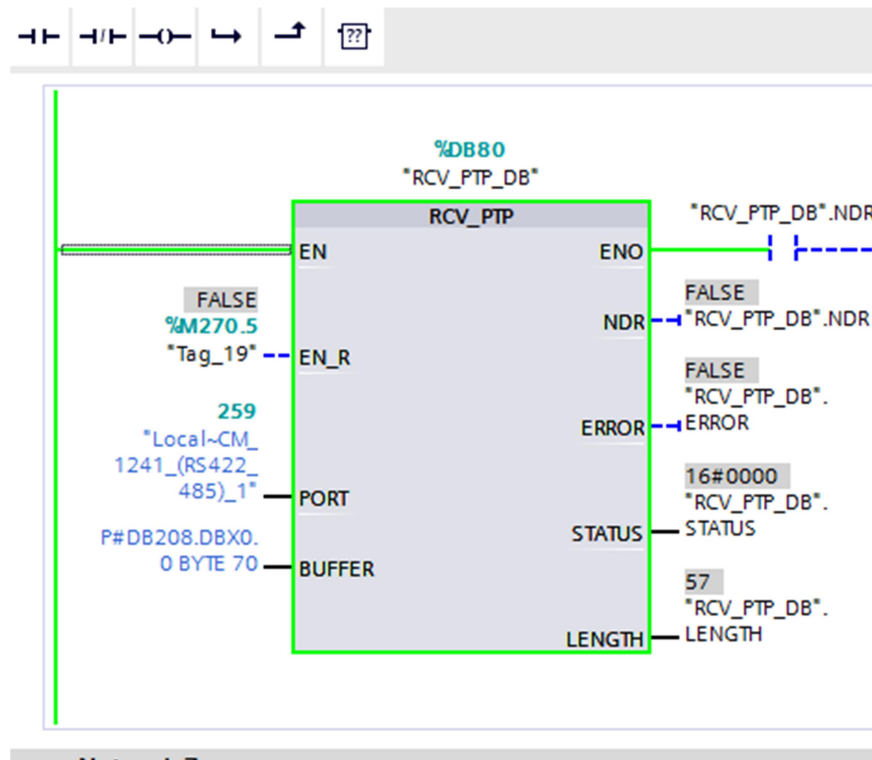 ??
%DB80
"RCV_PTP_DB"
RCV_PTP
"RCV_PTP_DB".NDR
EN
ENO
FALSE
%M270.5
"Tag_19"
EN_R
FALSE
NDR
"RCV_PTP_DB".NDR
FALSE
"RCV_PTP_DB".
ERROR
ERROR
259
"Local~CM_
1241_(RS422_
485)_1"
PORT
16#0000
"RCV_PTP_DB".
STATUS
STATUS
P#DB208.DBX0.
0 BYTE 70
BUFFER
57
"RCV_PTP_DB".
LENGTH
LENGTH